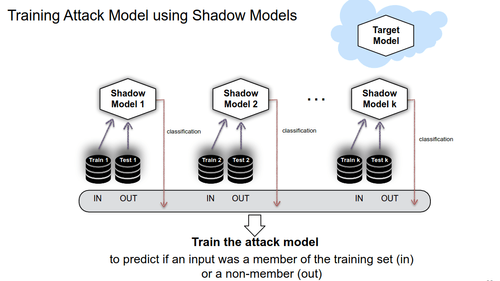 Training Attack Model using Shadow Models
Target
Model
Shadow
Model 1
Shadow
Model 2
...
Shadow
Model k
classification
classification
classification
Train 1
Test 1
Train 2
Test 2
Train k
Test k
IN
OUT
IN
OUT
IN
OUT
Train the attack model
to predict if an input was a member of the training set (in)
or a non-member (out)